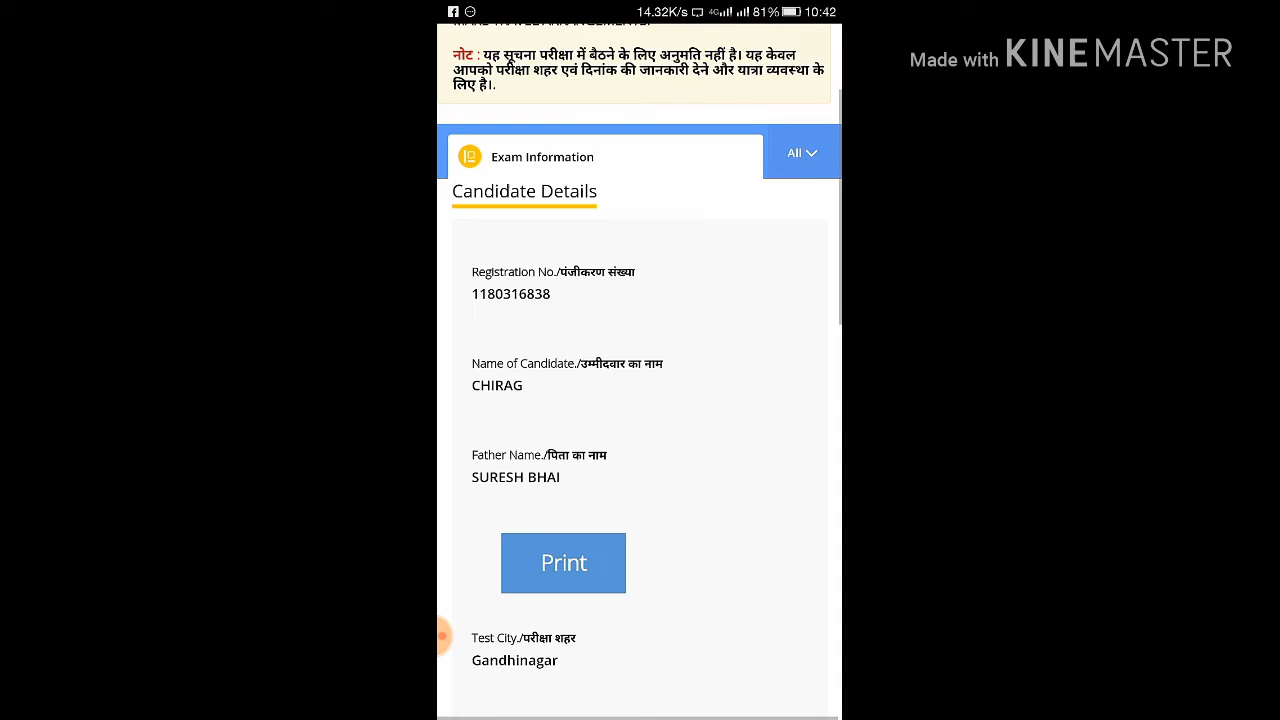 14.32K/s 4G 81% 10:42
Made with KINEMASTER
नोट : यह सूचना परीक्षा में बैठने के लिए अनुमति नहीं है। यह केवल
आपको परीक्षा शहर एवं दिनांक की जानकारी देने और यात्रा व्यवस्था के
लिए है।.
Exam Information
All
Candidate Details
Registration No./पंजीकरण संख्या
1180316838
Name of Candidate./उम्मीदवार का नाम
CHIRAG
Father Name./पिता का नाम
SURESH BHAI
Print
Test City./परीक्षा शहर
Gandhinagar